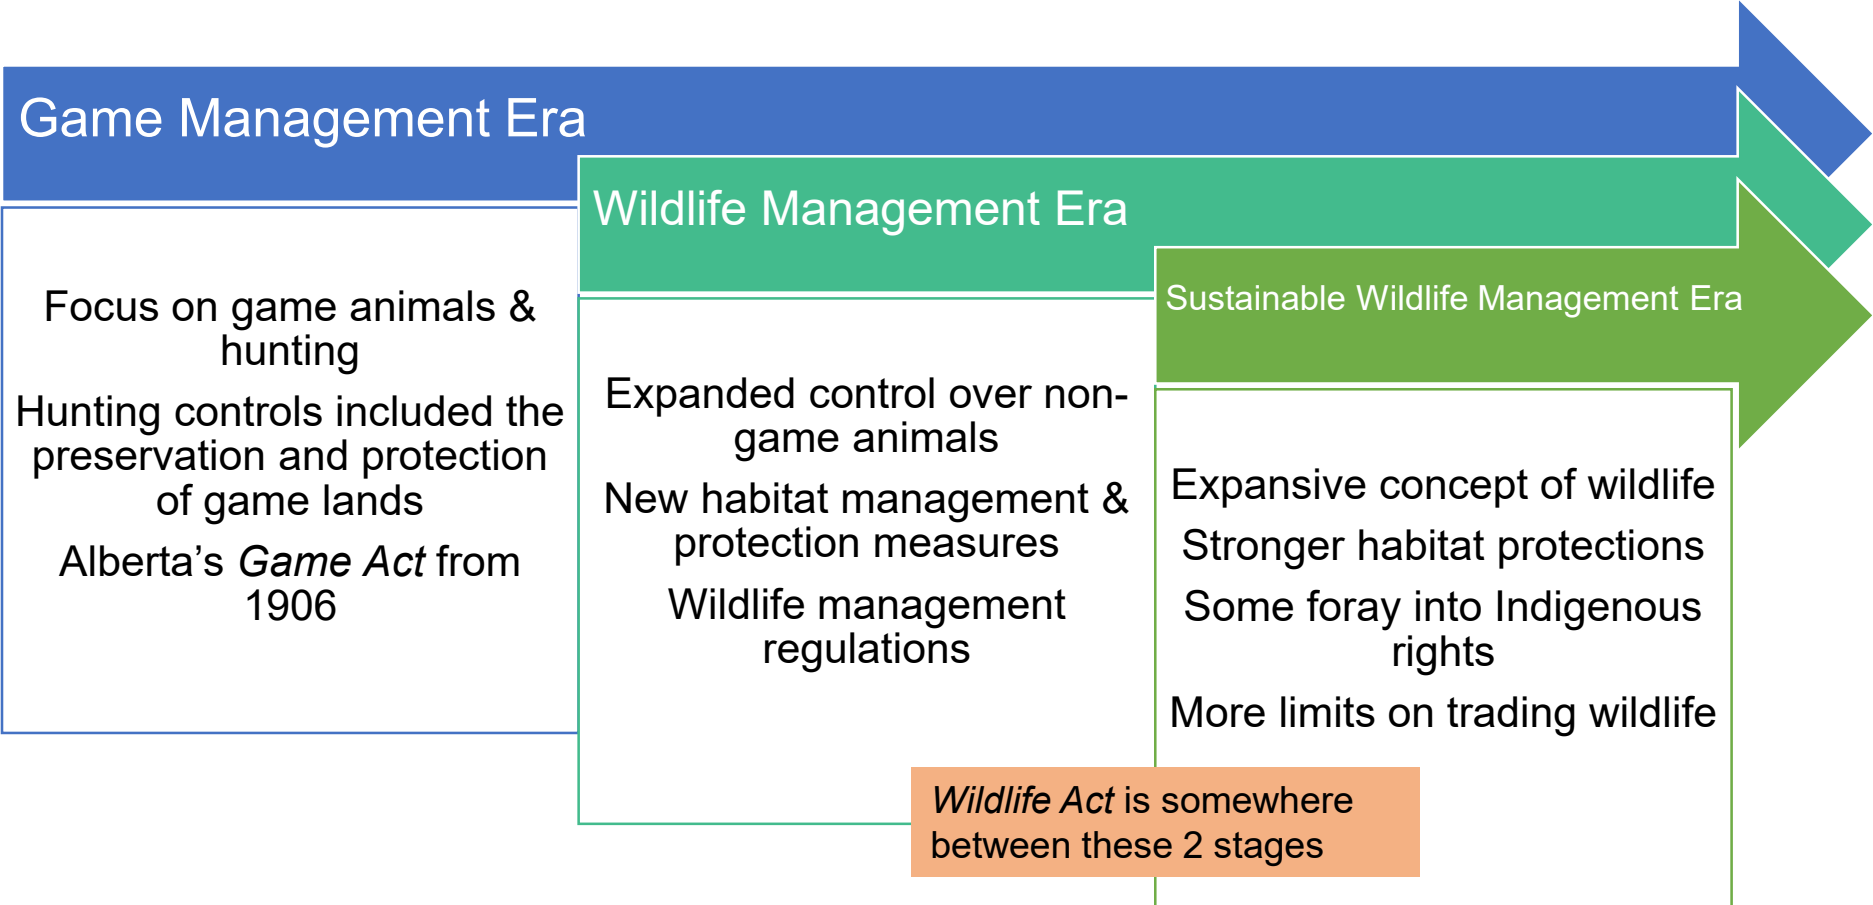 Game Management Era
Focus on game animals &
hunting
Hunting controls included the
preservation and protection
of game lands
Alberta’s Game Act from
1906
Wildlife Management Era
Expanded control over non-
game animals
New habitat management &
protection measures
Wildlife management
regulations
Sustainable Wildlife Management Era
Expansive concept of wildlife
Stronger habitat protections
Some foray into Indigenous
rights
More limits on trading wildlife
Wildlife Act is somewhere
between these 2 stages